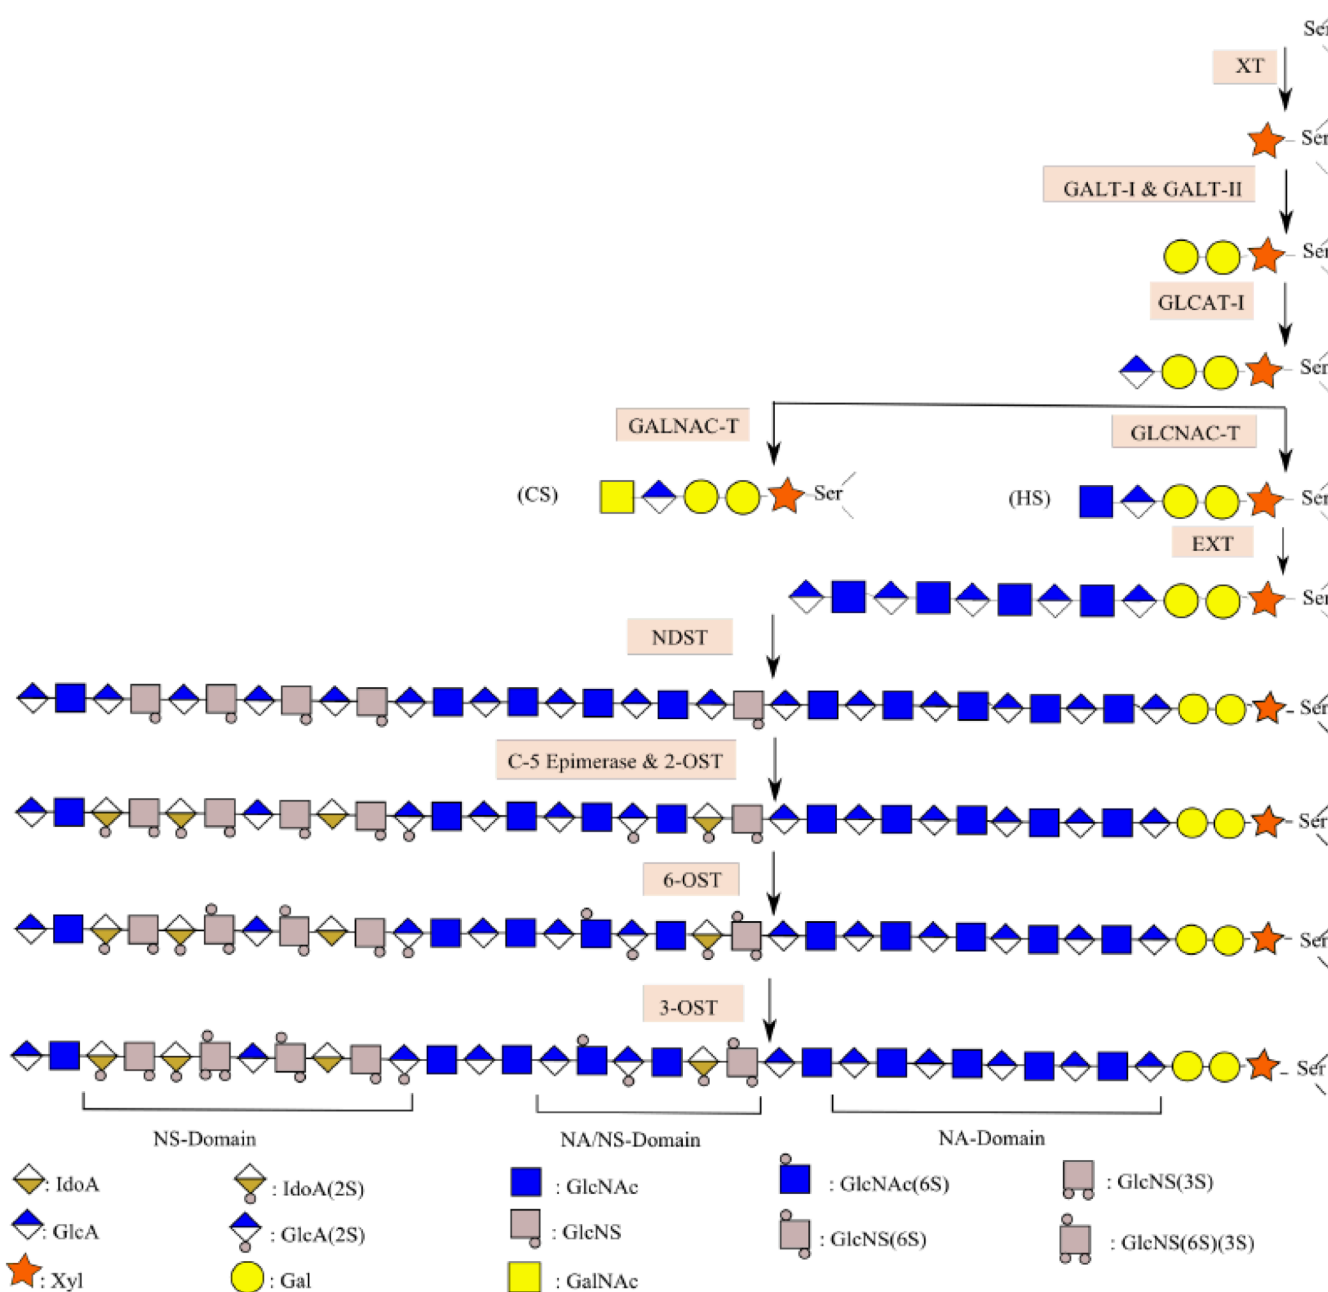 Ser
XT
Ser
GALT-I & GALT-II
Ser
GLCAT-I
Ser
GALNAC-T
GLCNAC-T
(CS)
Ser
(HS)
Ser
EXT
Ser
NDST
Ser
C-5 Epimerase & 2-OST
Ser
6-OST
Ser
3-OST
Ser
NS-Domain
NA/NS-Domain
NA-Domain
: IdoA
: IdoA(2S)
: GlcNAc
: GlcNAc(6S)
: GlcNS(3S)
: GlcA
: GlcA(2S)
: GlcNS
: GlcNS(6S)
: GlcNS(6S)(3S)
: Xyl
: Gal
: GalNAc